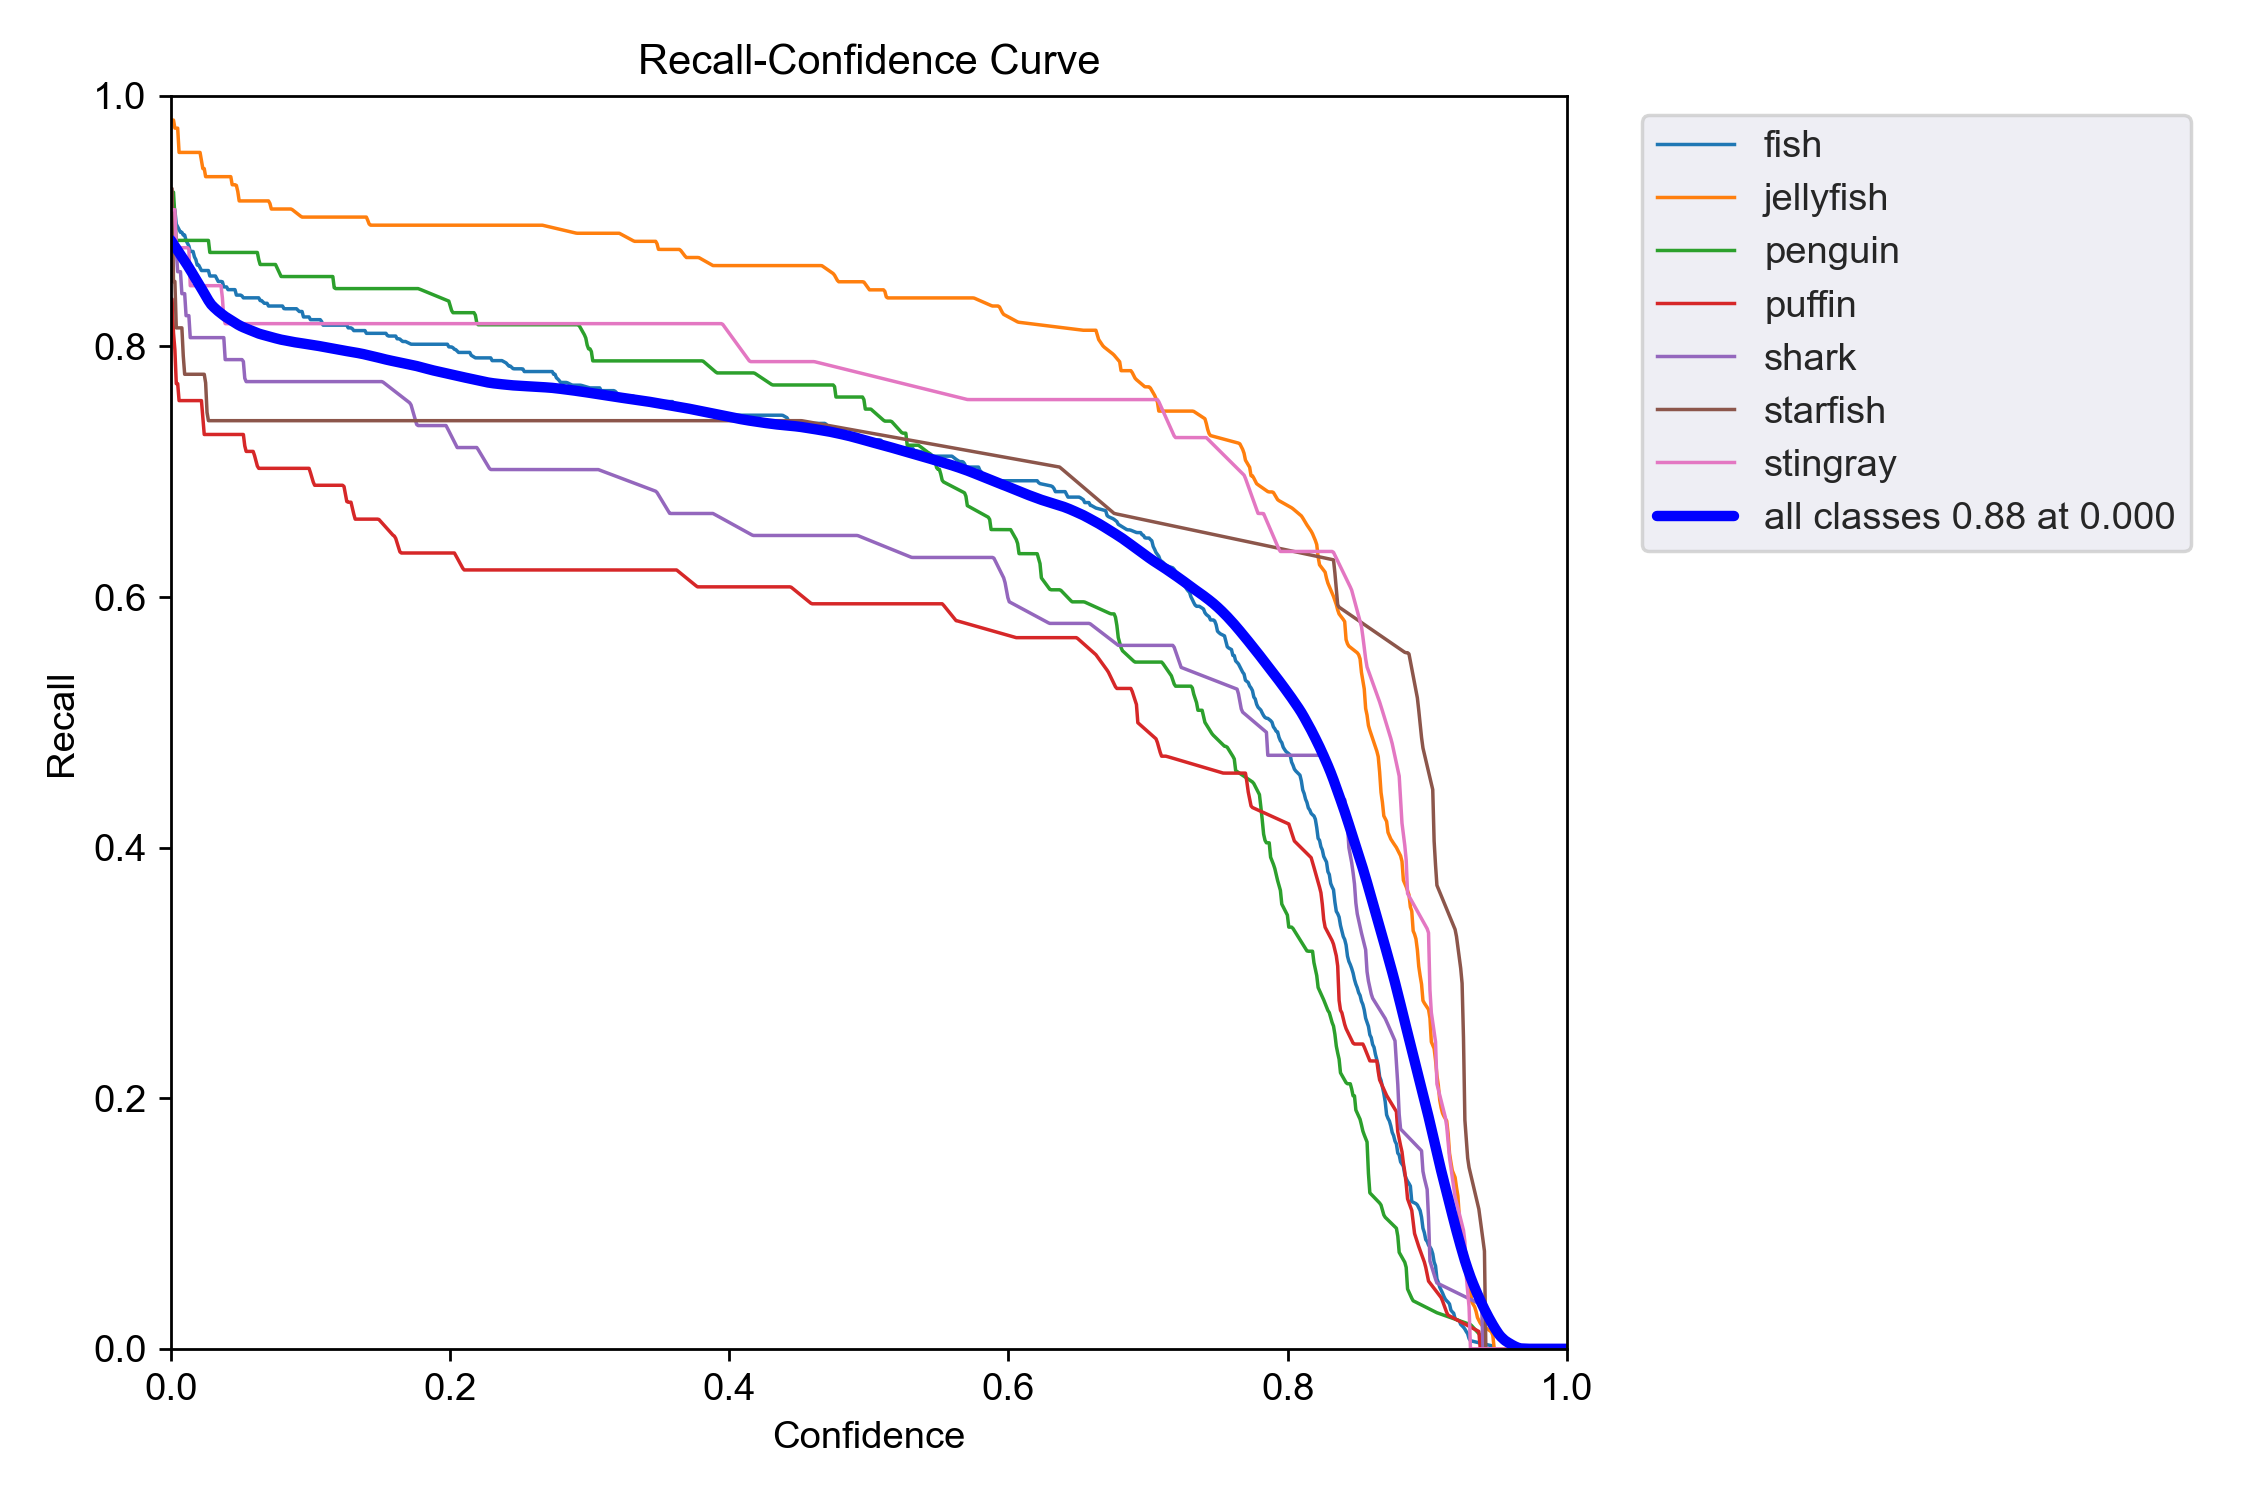 Recall-Confidence Curve
1.0
0.8
0.6
0.4
0.2
0.0
Recall
0.0 0.2 0.4 0.6 0.8 1.0
Confidence
fish
jellyfish
penguin
puffin
shark
starfish
stingray
all classes 0.88 at 0.000